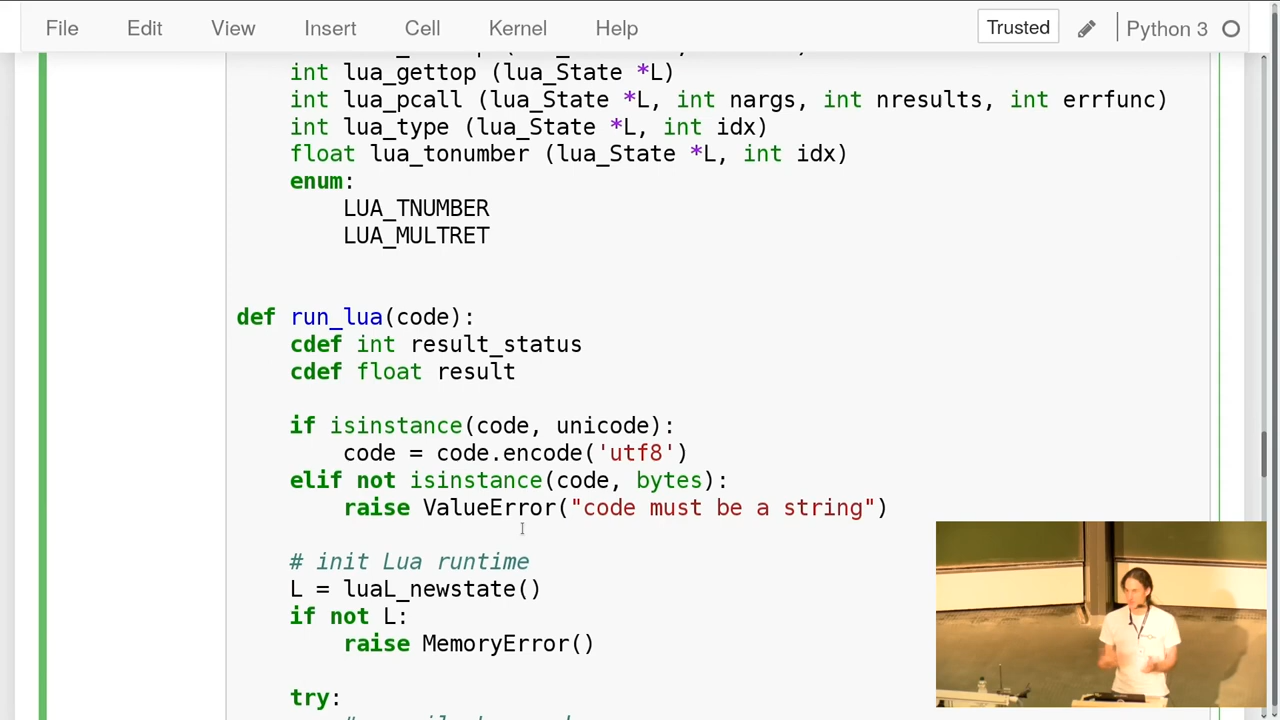 File Edit View Insert Cell Kernel Help Trusted Python 3
int lua_gettop (lua_State *L)
int lua_pcall (lua_State *L, int nargs, int nresults, int errfunc)
int lua_type (lua_State *L, int idx)
float lua_tonumber (lua_State *L, int idx)
enum:
LUA_TNUMBER
LUA_MULTRET
def run_lua(code):
cdef int result_status
cdef float result
if isinstance(code, unicode):
code = code.encode('utf8')
elif not isinstance(code, bytes):
raise ValueError("code must be a string")
# init Lua runtime
L = luaL_newstate()
if not L:
raise MemoryError()
try: